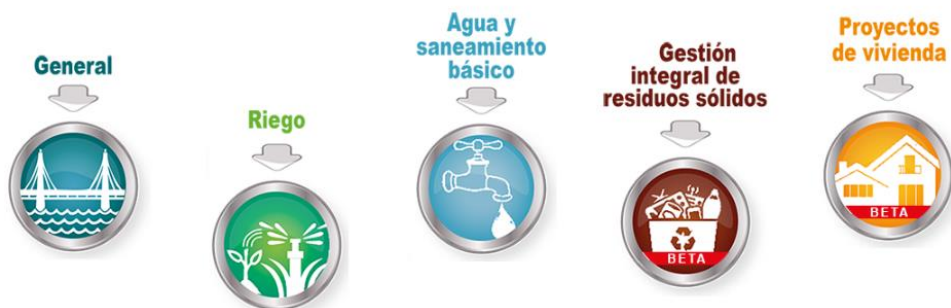 General
Riego
Agua y
saneamiento
básico
Gestión
integral de
residuos sólidos
BETA
Proyectos
de vivienda
BETA